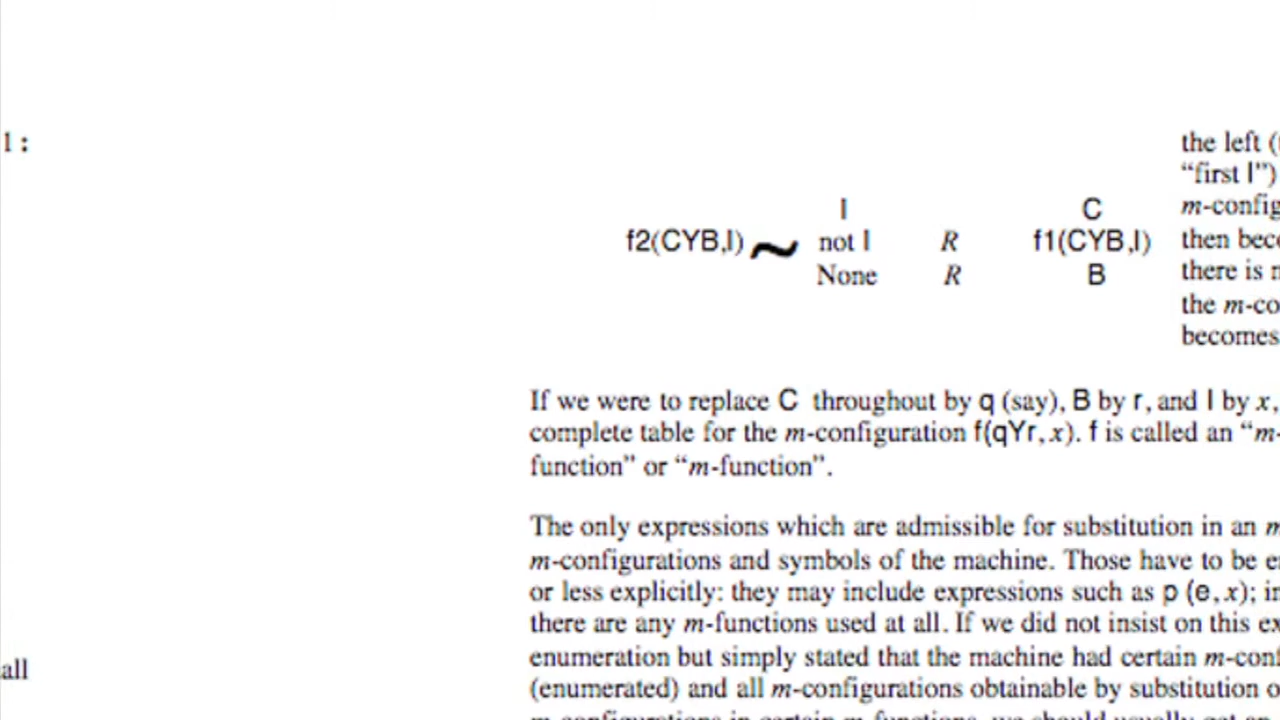 1 :
the left (
“first I”)
I C m-config
f2(CYB,I) ~ not I R f1(CYB,I) then beco
None R B there is
the m-co
becomes
If we were to replace C throughout by q (say), B by r, and I by x,
complete table for the m-configuration f(qYr, x). f is called an “m-
function” or “m-function”.
The only expressions which are admissible for substitution in an
m-configurations and symbols of the machine. Those have to be e
or less explicitly: they may include expressions such as p (e, x); i
there are any m-functions used at all. If we did not insist on this ex
enumeration but simply stated that the machine had certain m-conf
all
(enumerated) and all m-configurations obtainable by substitution o